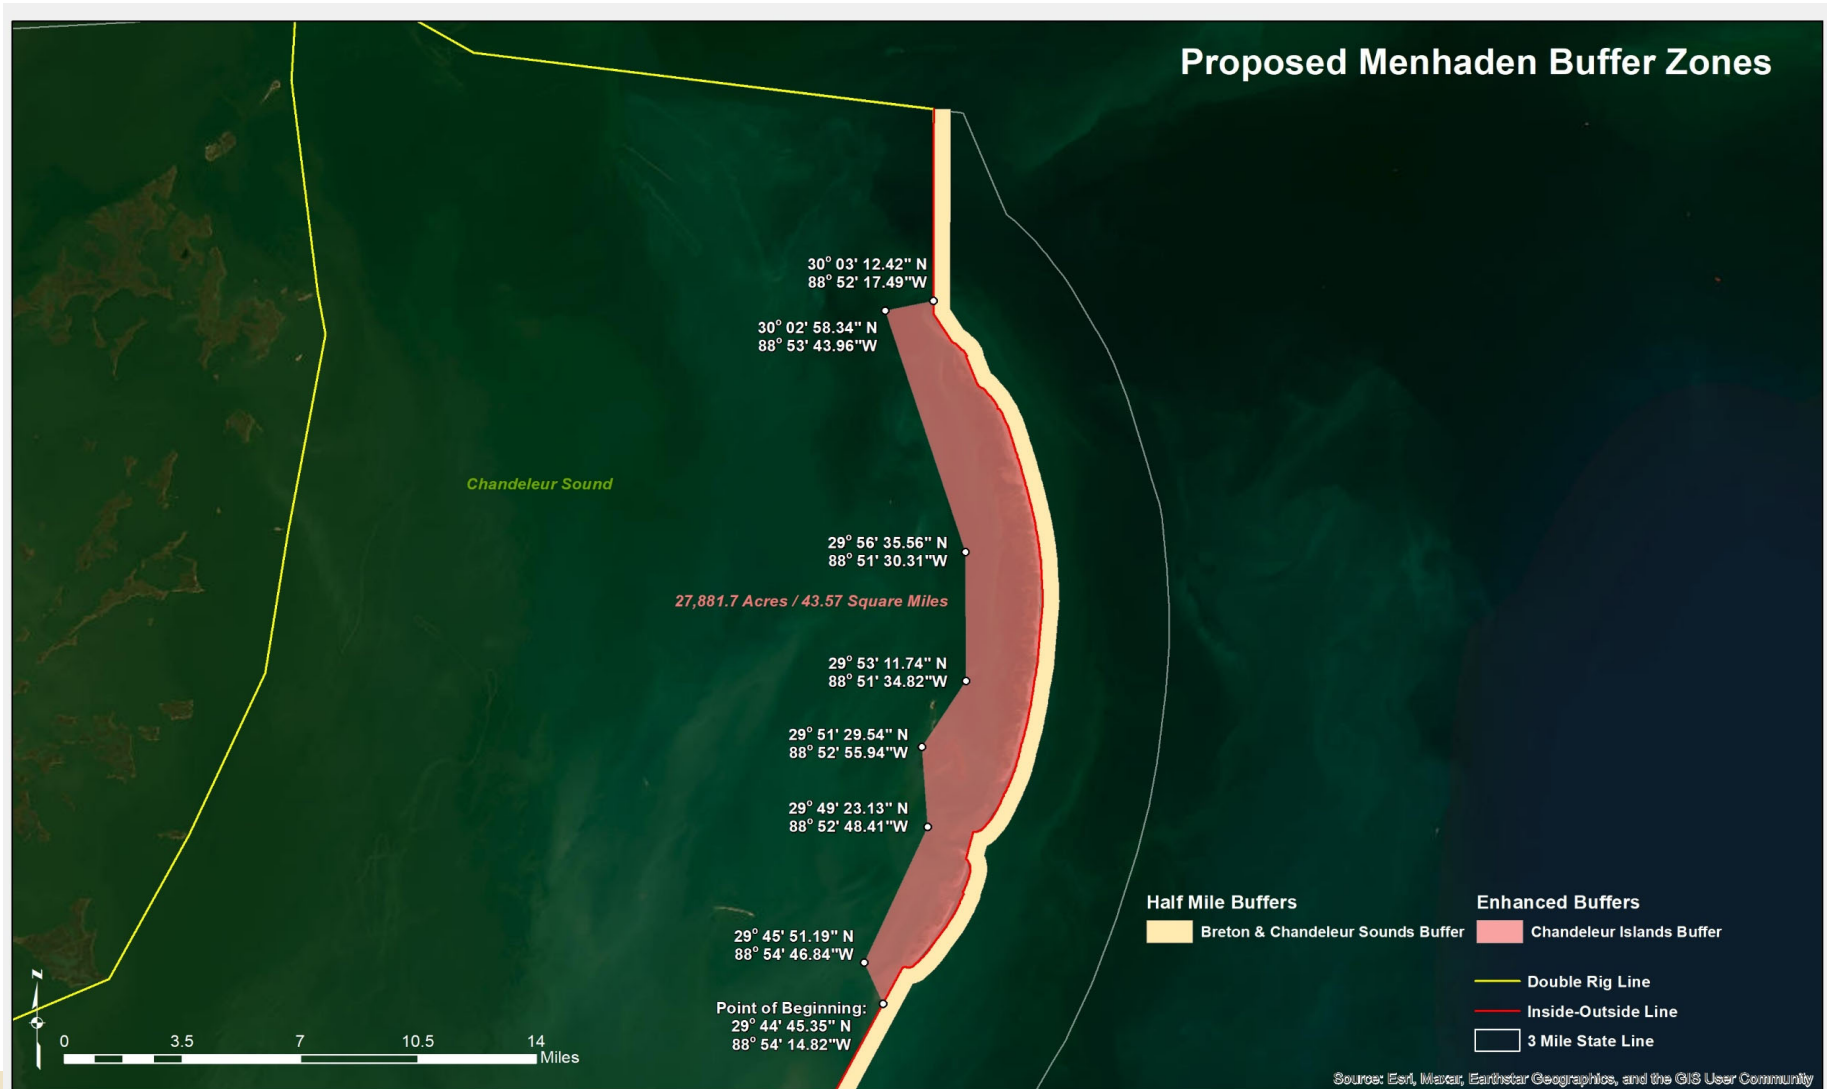 Proposed Menhaden Buffer Zones
30° 03' 12.42" N
88° 52' 17.49"W
30° 02' 58.34" N
88° 53' 43.96"W
Chandeleur Sound
29° 56' 35.56" N
88° 51' 30.31"W
27,881.7 Acres / 43.57 Square Miles
29° 53' 11.74" N
88° 51' 34.82"W
29° 51' 29.54" N
88° 52' 55.94"W
29° 49' 23.13" N
88° 52' 48.41"W
29° 45' 51.19" N
88° 54' 46.84"W
Point of Beginning:
29° 44' 45.35" N
88° 54' 14.82"W
Half Mile Buffers
Breton & Chandeleur Sounds Buffer
Enhanced Buffers
Chandeleur Islands Buffer
Double Rig Line
Inside-Outside Line
3 Mile State Line
N
0 3.5 7 10.5 14
Miles
Source: Esri, Maxar, Earthstar Geographics, and the GIS User Community